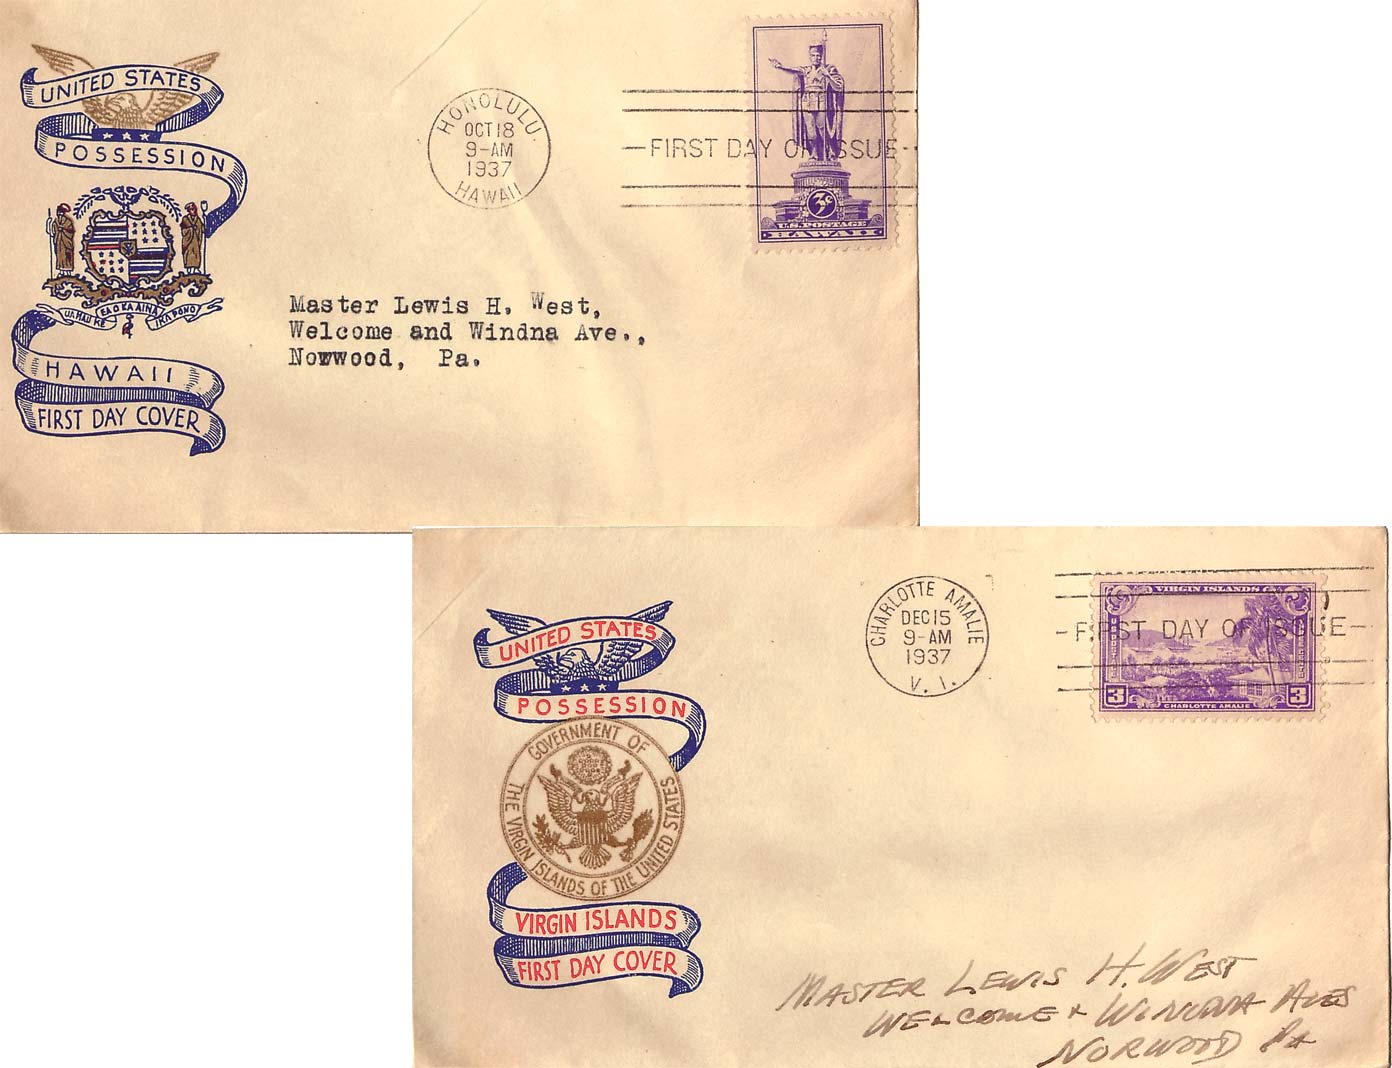 UNITED STATES
POSSESSION
UA MAU KE EA O KA AINA IKA PONO
HAWAII
FIRST DAY COVER
HONOLULU
OCT 18
9-AM
1937
HAWAII
FIRST DAY OF ISSUE
3¢
U.S. POSTAGE
HAWAII
Master Lewis H. West,
Welcome and Windna Ave.,
Norwood, Pa.
UNITED STATES
POSSESSION
GOVERNMENT OF
THE VIRGIN ISLANDS OF THE UNITED STATES
VIRGIN ISLANDS
FIRST DAY COVER
CHARLOTTE AMALIE
DEC 15
9-AM
1937
V. I.
FIRST DAY OF ISSUE
VIRGIN ISLANDS
3 3
CHARLOTTE AMALIE
MASTER LEWIS H. WEST
WELCOME + WINONA AVES
NORWOOD PA